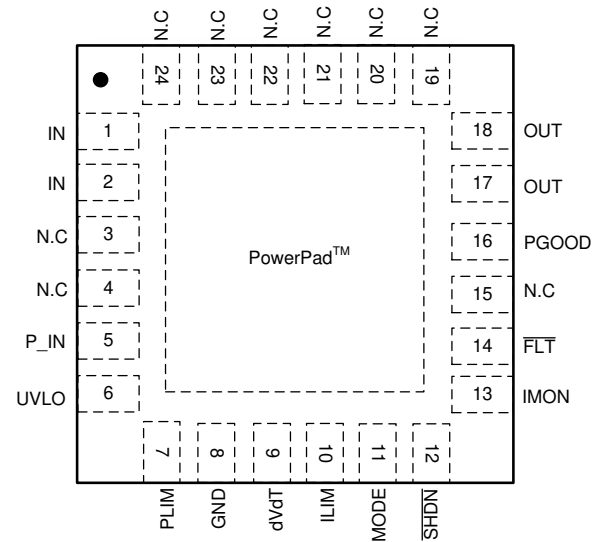 N.C N.C N.C N.C N.C N.C
24 23 22 21 20 19
IN 1
IN 2
N.C 3
N.C 4
P_IN 5
UVLO 6
PowerPad™
18 OUT
17 OUT
16 PGOOD
15 N.C
14 FLT
13 IMON
7 8 9 10 11 12
PLIM GND dVdT ILIM MODE SHDN